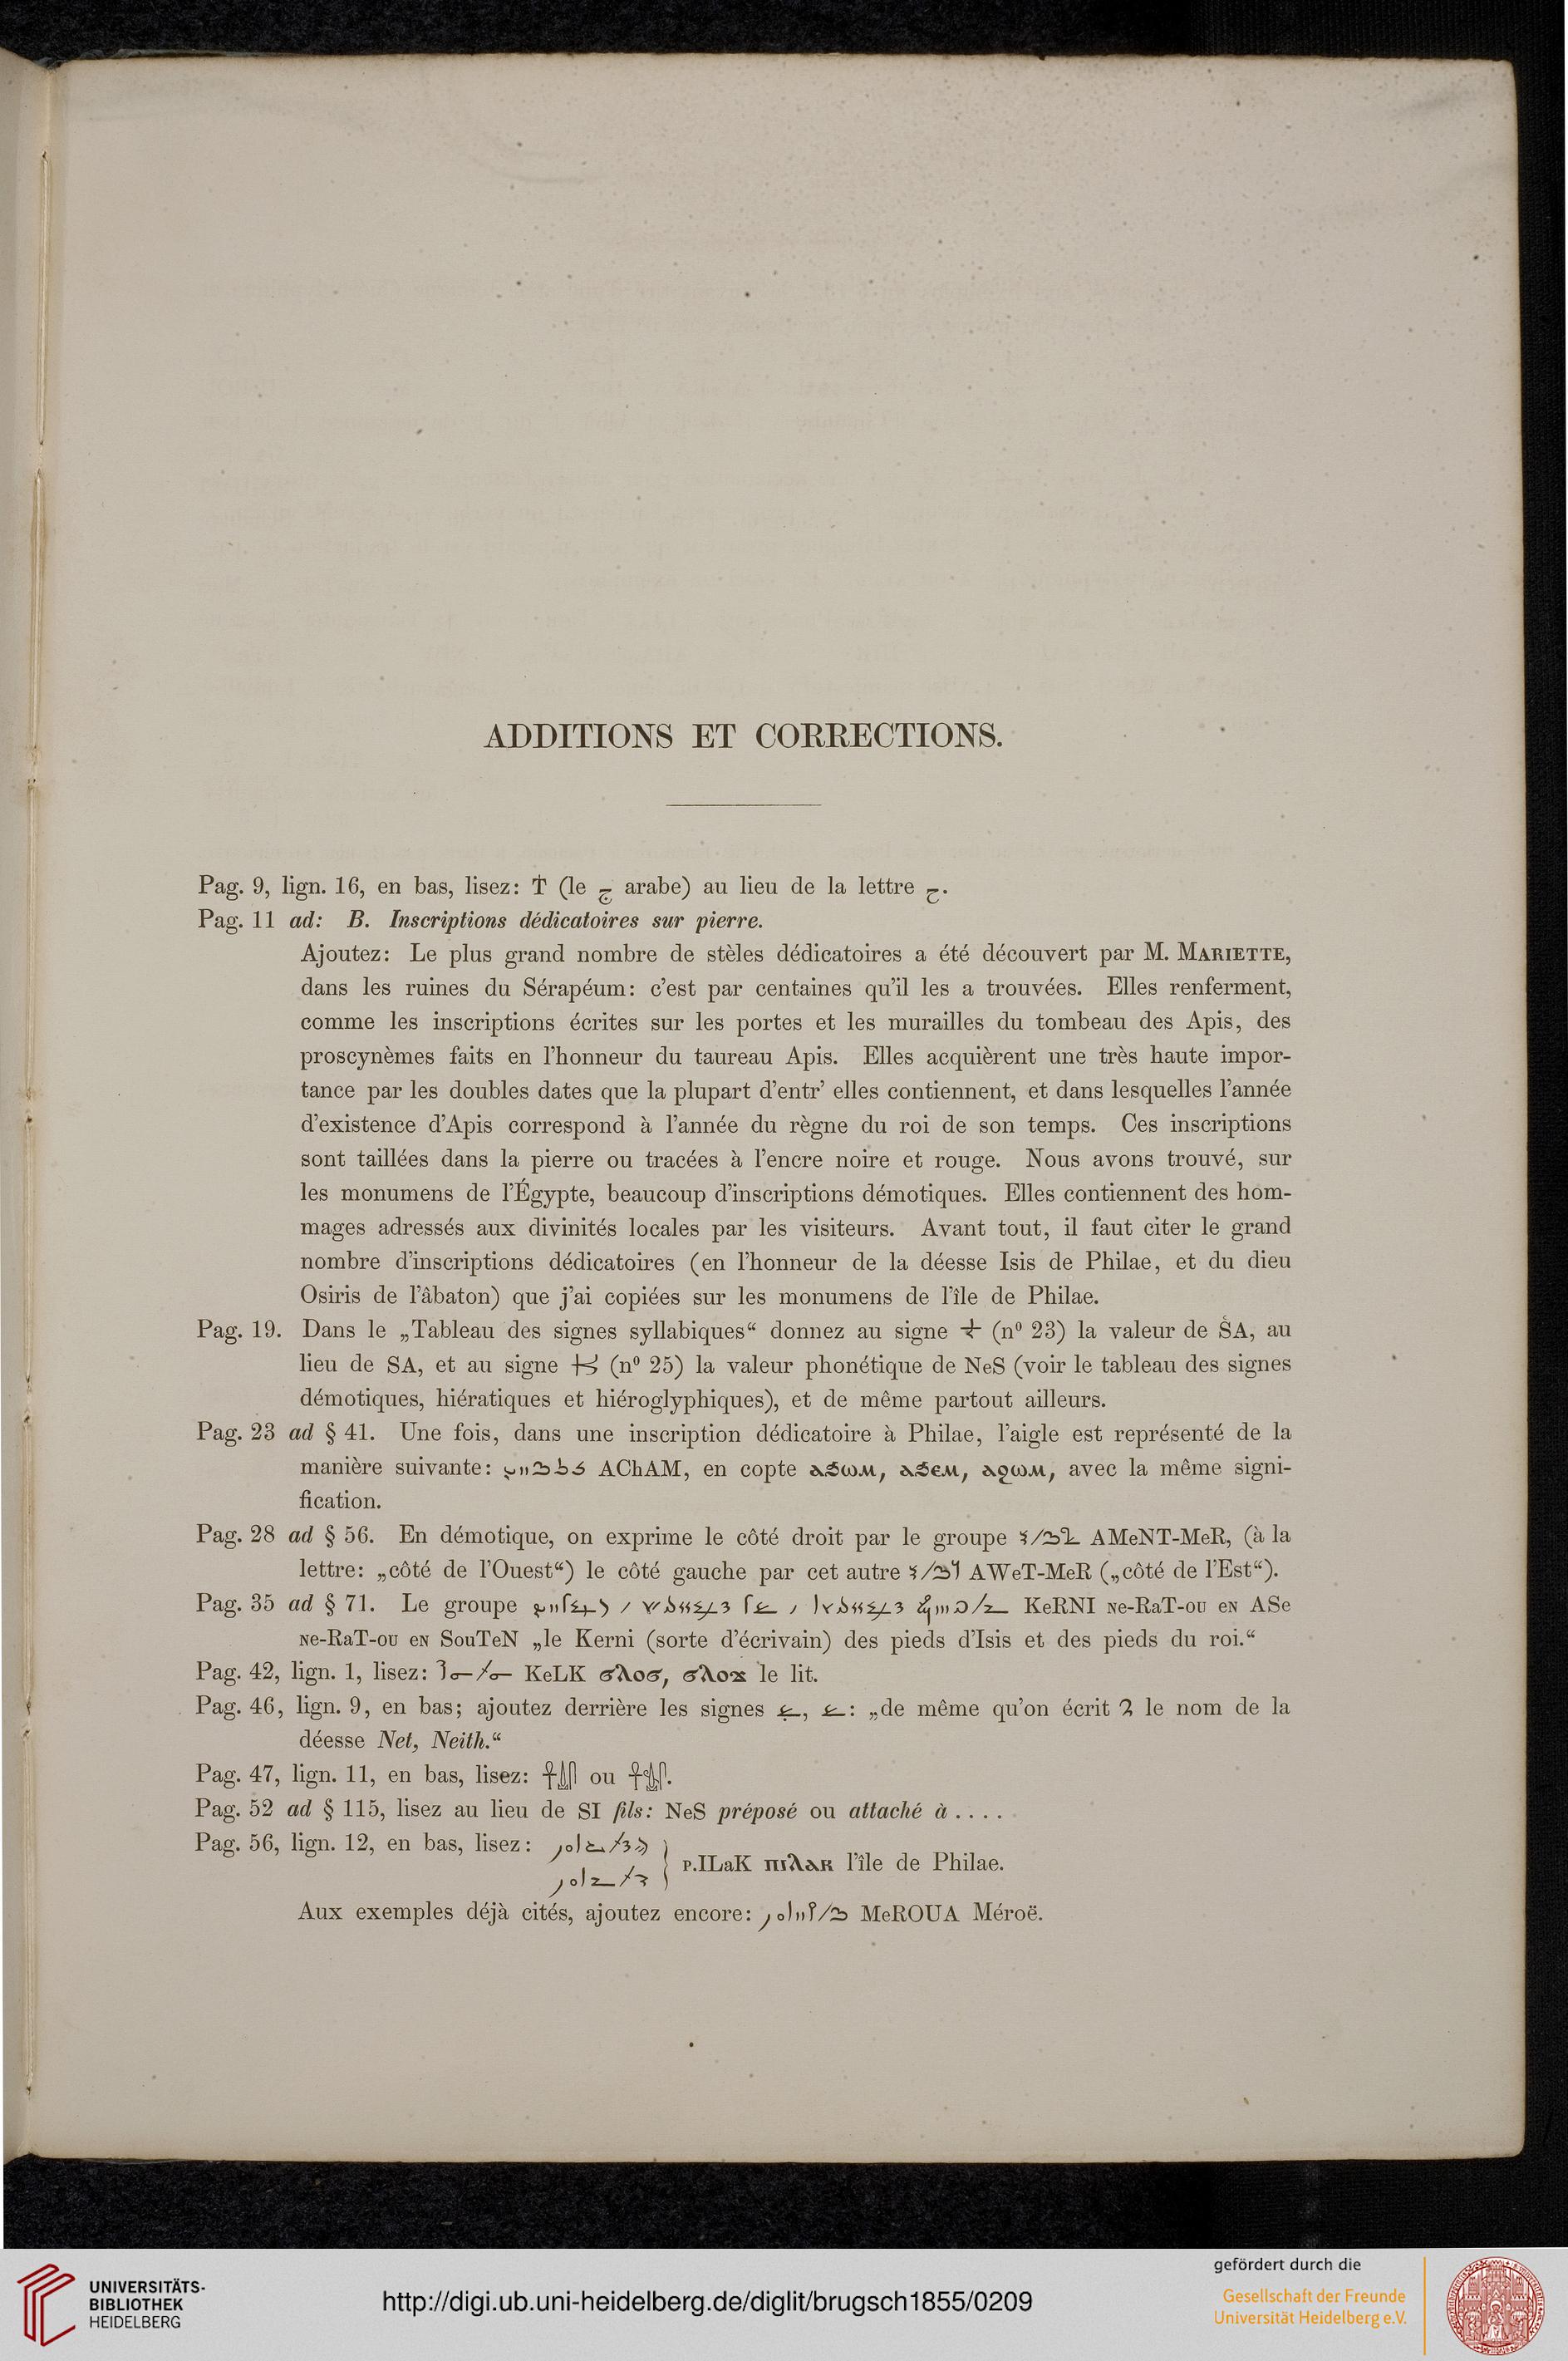 ADDITIONS ET CORRECTIONS.
Pag. 9, lign. 16, en bas, lisez: Ṫ (le ج arabe) au lieu de la lettre ح.
Pag. 11 ad: B. Inscriptions dédicatoires sur pierre.
Ajoutez: Le plus grand nombre de stèles dédicatoires a été découvert par M. MARIETTE,
dans les ruines du Sérapéum: c'est par centaines qu'il les a trouvées. Elles renferment,
comme les inscriptions écrites sur les portes et les murailles du tombeau des Apis, des
proscynèmes faits en l'honneur du taureau Apis. Elles acquièrent une très haute impor-
tance par les doubles dates que la plupart d'entr' elles contiennent, et dans lesquelles l'année
d'existence d'Apis correspond à l'année du règne du roi de son temps. Ces inscriptions
sont taillées dans la pierre ou tracées à l'encre noire et rouge. Nous avons trouvé, sur
les monumens de l'Égypte, beaucoup d'inscriptions démotiques. Elles contiennent des hom-
mages adressés aux divinités locales par les visiteurs. Avant tout, il faut citer le grand
nombre d'inscriptions dédicatoires (en l'honneur de la déesse Isis de Philae, et du dieu
Osiris de l'âbaton) que j'ai copiées sur les monumens de l'île de Philae.
Pag. 19. Dans le „Tableau des signes syllabiques“ donnez au signe (nº 23) la valeur de ṠA, au
lieu de SA, et au signe (nº 25) la valeur phonétique de NeS (voir le tableau des signes
démotiques, hiératiques et hiéroglyphiques), et de même partout ailleurs.
Pag. 23 ad § 41. Une fois, dans une inscription dédicatoire à Philae, l'aigle est représenté de la
manière suivante: AChAM, en copte ⲁϧⲱⲙ, ⲁϧⲉⲙ, ⲁϩⲱⲙ, avec la même signi-
fication.
Pag. 28 ad § 56. En démotique, on exprime le côté droit par le groupe AMeNT-MeR, (à la
lettre: „côté de l'Ouest“) le côté gauche par cet autre AWeT-MeR („côté de l'Est“).
Pag. 35 ad § 71. Le groupe KeRNI Ne-RaT-OU EN ASe
Ne-RaT-OU EN SouTeN „le Kerni (sorte d'écrivain) des pieds d'Isis et des pieds du roi.“
Pag. 42, lign. 1, lisez: KeLK ϭⲗⲟϭ, ϭⲗⲟϫ le lit.
Pag. 46, lign. 9, en bas; ajoutez derrière les signes , : „de même qu'on écrit le nom de la
déesse Net, Neith.“
Pag. 47, lign. 11, en bas, lisez: ou .
Pag. 52 ad § 115, lisez au lieu de SI fils: NeS préposé ou attaché à . . . .
Pag. 56, lign. 12, en bas, lisez: P.ILaK ⲡⲓⲗⲁⲕ l'île de Philae.
Aux exemples déjà cités, ajoutez encore: MeROUA Méroë.
UNIVERSITÄTS-
BIBLIOTHEK
HEIDELBERG
http://digi.ub.uni-heidelberg.de/diglit/brugsch1855/0209
gefördert durch die
Gesellschaft der Freunde
Universität Heidelberg e.V.